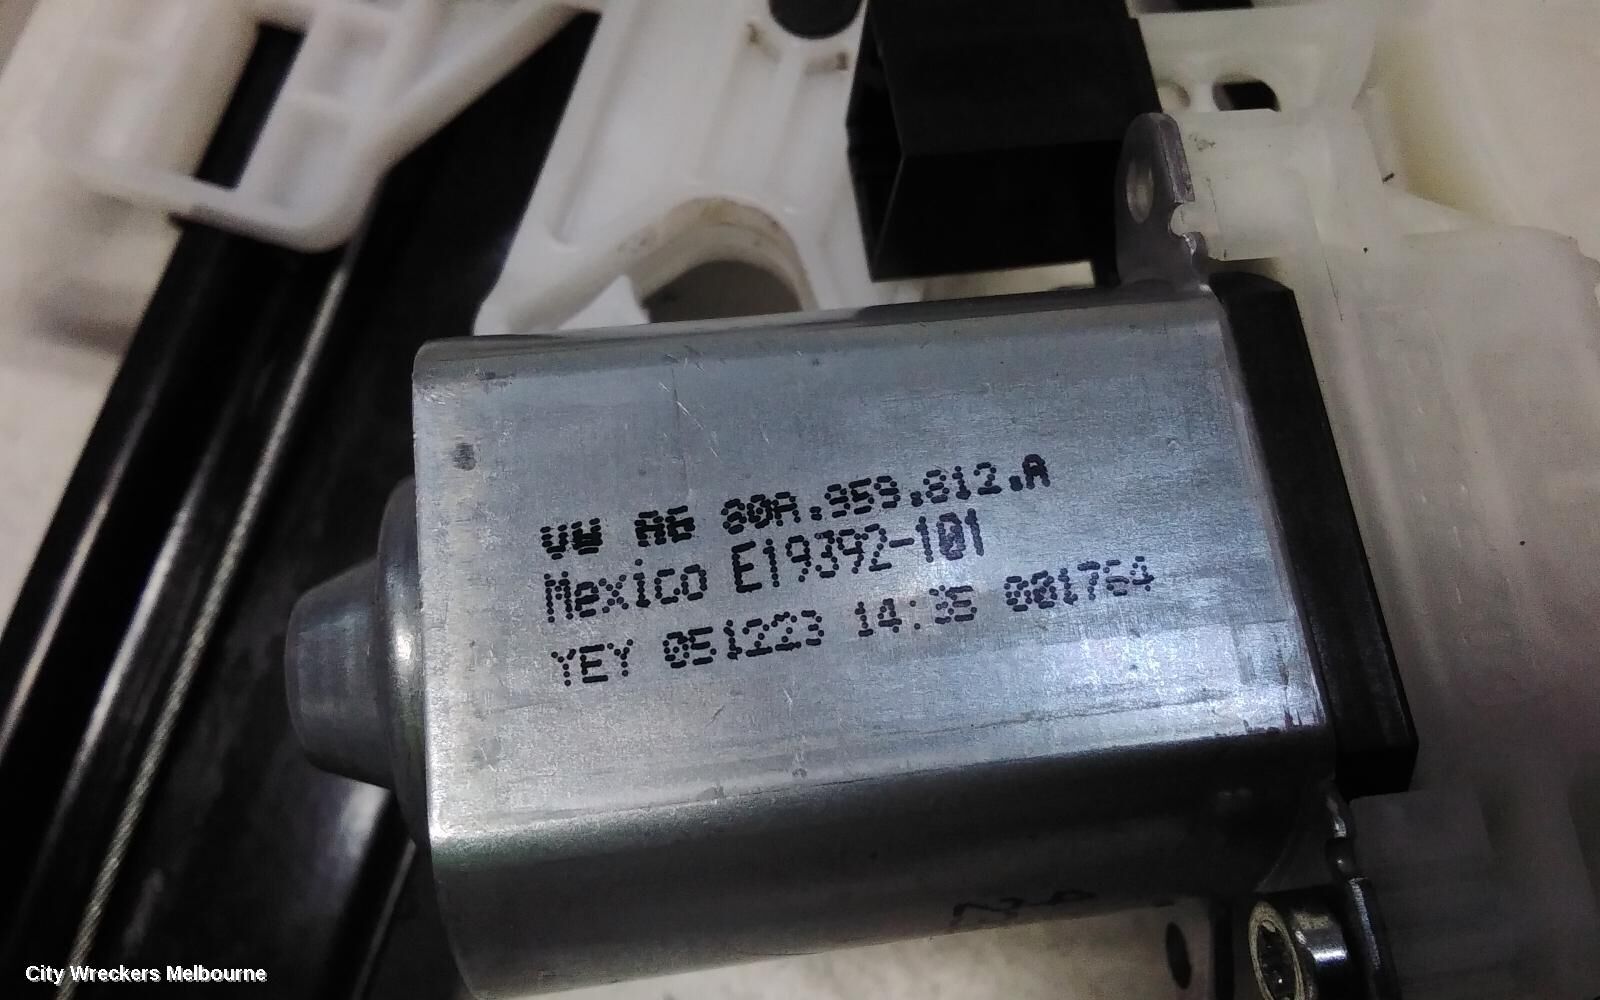 VW AG 80A.959.812.A
Mexico E19392-101
YEY 051223 14:35 001764
City Wreckers Melbourne